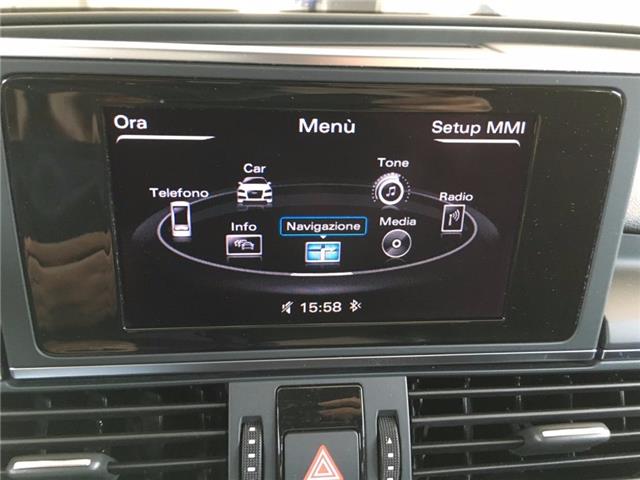 Ora Menù Setup MMI
Car Tone
Telefono Radio
Info Navigazione Media
15:58